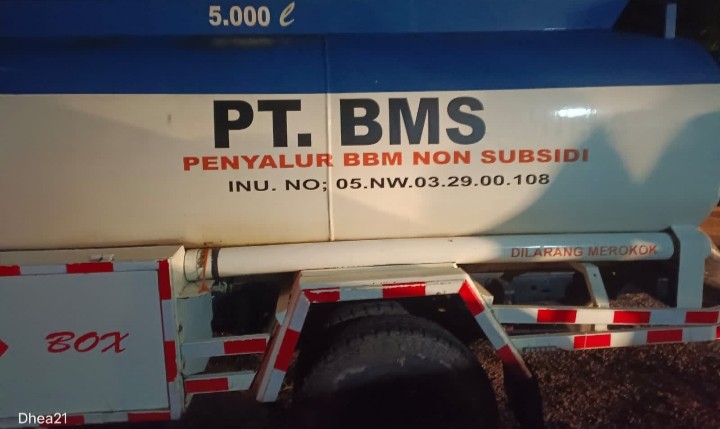 5.000 ℓ
PT. BMS
PENYALUR BBM NON SUBSIDI
INU. NO; 05.NW.03.29.00.108
DILARANG MEROKOK
BOX
Dhea21